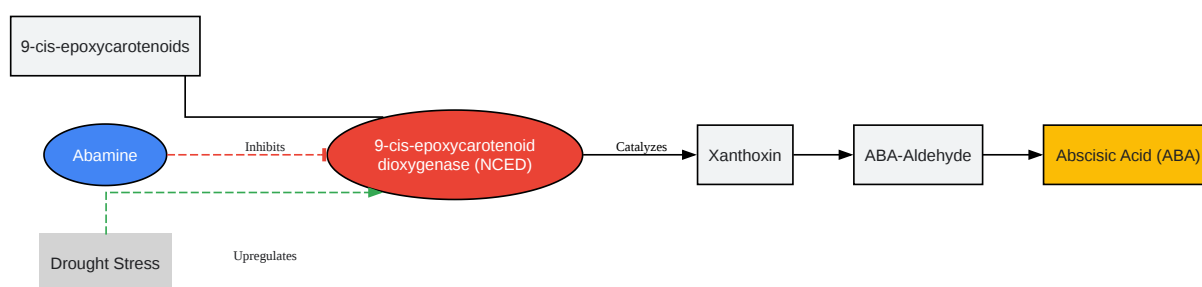 9-cis-epoxycarotenoids
Abamine
Inhibits
9-cis-epoxycarotenoid
dioxygenase (NCED)
Catalyzes
Xanthoxin
ABA-Aldehyde
Abscisic Acid (ABA)
Drought Stress
Upregulates